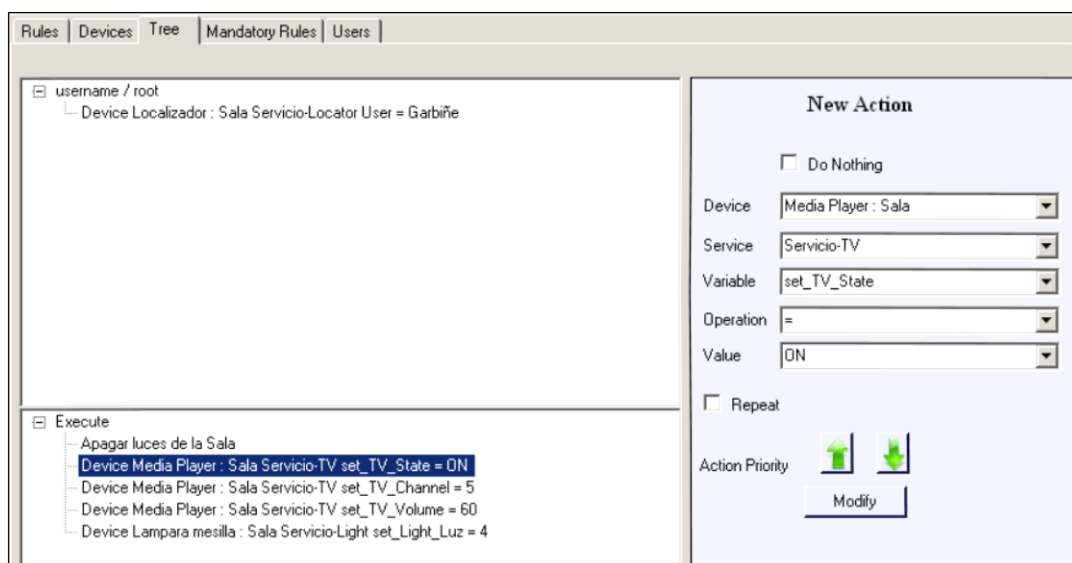 Rules Devices Tree Mandatory Rules Users
username / root
Device Localizador : Sala Servicio-Locator User = Garbiñe
Execute
Apagar luces de la Sala
Device Media Player : Sala Servicio-TV set_TV_State = ON
Device Media Player : Sala Servicio-TV set_TV_Channel = 5
Device Media Player : Sala Servicio-TV set_TV_Volume = 60
Device Lampara mesilla : Sala Servicio-Light set_Light_Luz = 4
New Action
Do Nothing
Device Media Player : Sala
Service Servicio-TV
Variable set_TV_State
Operation =
Value ON
Repeat
Action Priority
Modify